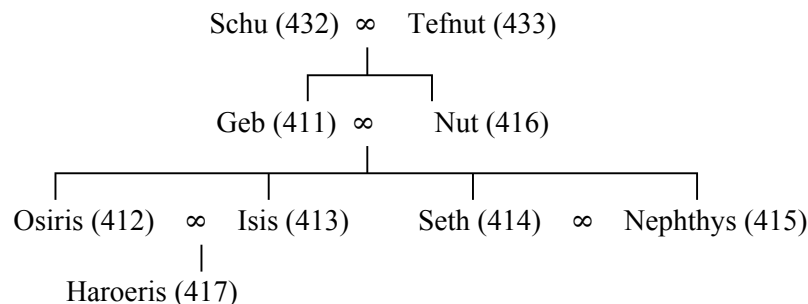 Schu (432) ∞ Tefnut (433)
Geb (411) ∞ Nut (416)
Osiris (412) ∞ Isis (413) Seth (414) ∞ Nephthys (415)
Haroeris (417)